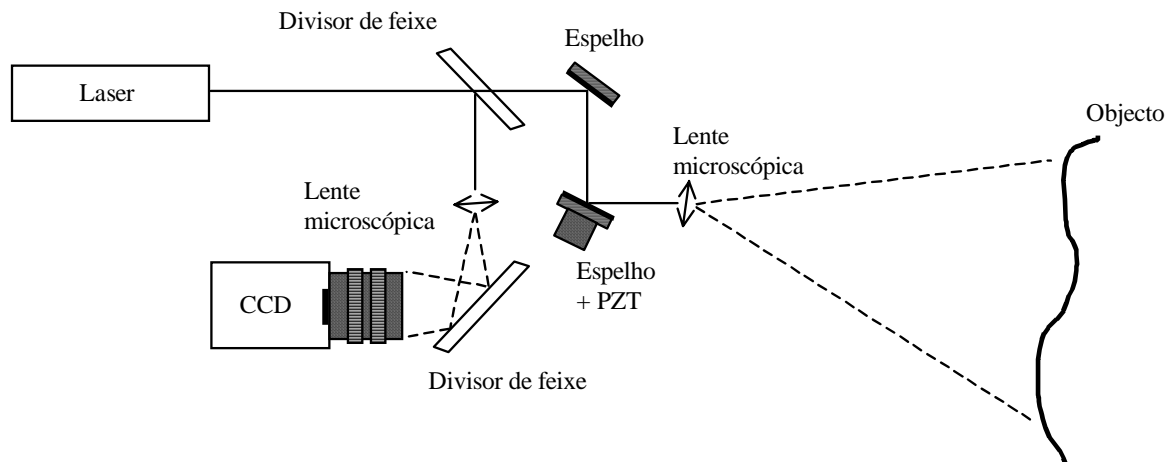 Divisor de feixe
Espelho
Laser
Objecto
Lente
microscópica
Lente
microscópica
Espelho
+ PZT
CCD
Divisor de feixe